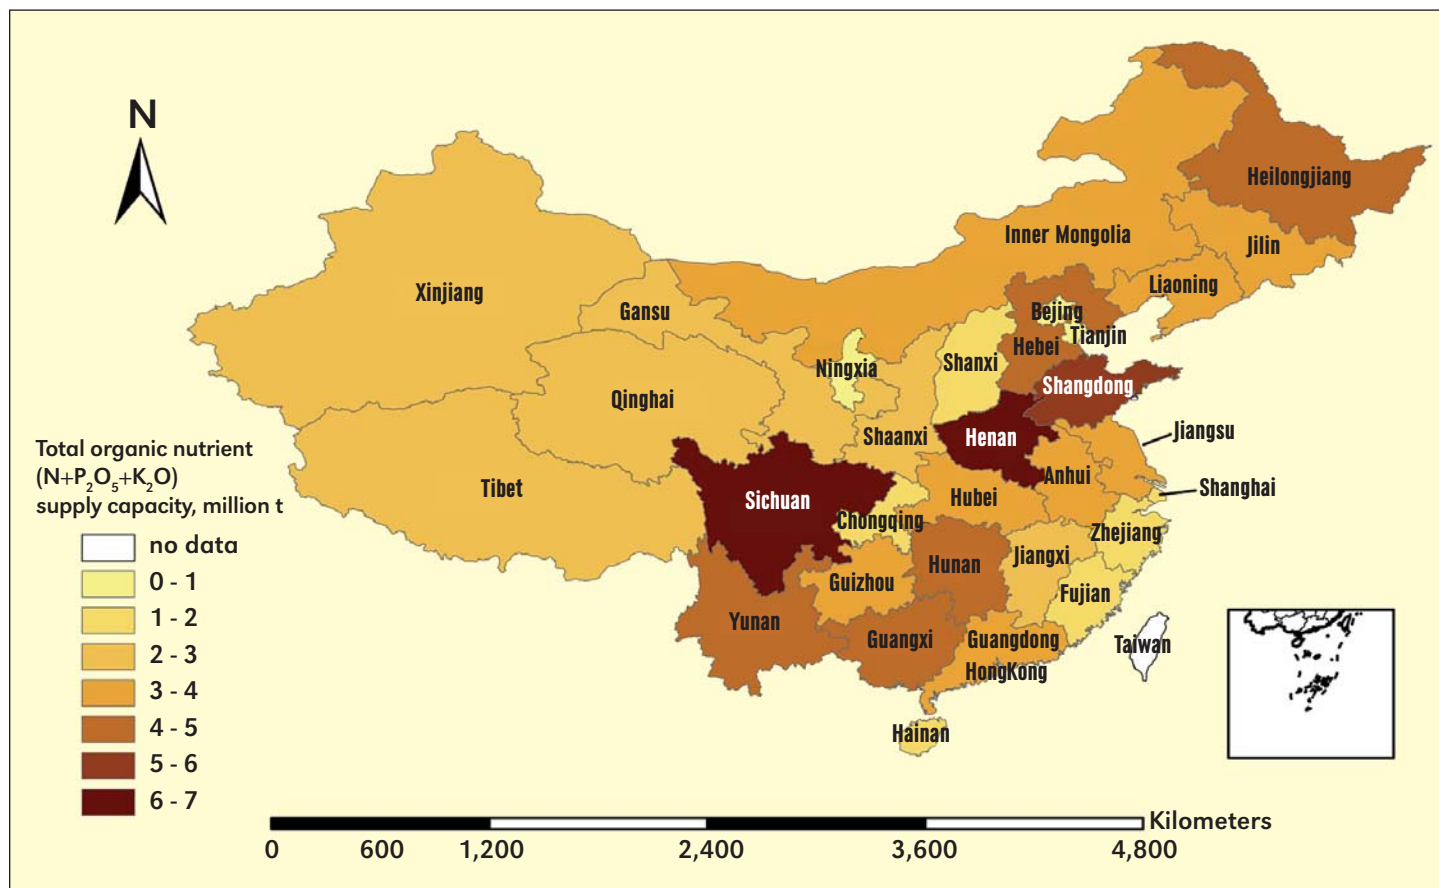 N
Heilongjiang
Inner Mongolia
Jilin
Liaoning
Xinjiang
Gansu
Bejing
Tianjin
Hebei
Ningxia
Shanxi
Shangdong
Qinghai
Shaanxi
Henan
Jiangsu
Anhui
Tibet
Sichuan
Hubei
Shanghai
Chongqing
Zhejiang
Jiangxi
Hunan
Guizhou
Fujian
Yunan
Guangxi
Guangdong
Taiwan
HongKong
Hainan
Total organic nutrient
(N+P₂O₅+K₂O)
supply capacity, million t
no data
0 - 1
1 - 2
2 - 3
3 - 4
4 - 5
5 - 6
6 - 7
Kilometers
0 600 1,200 2,400 3,600 4,800